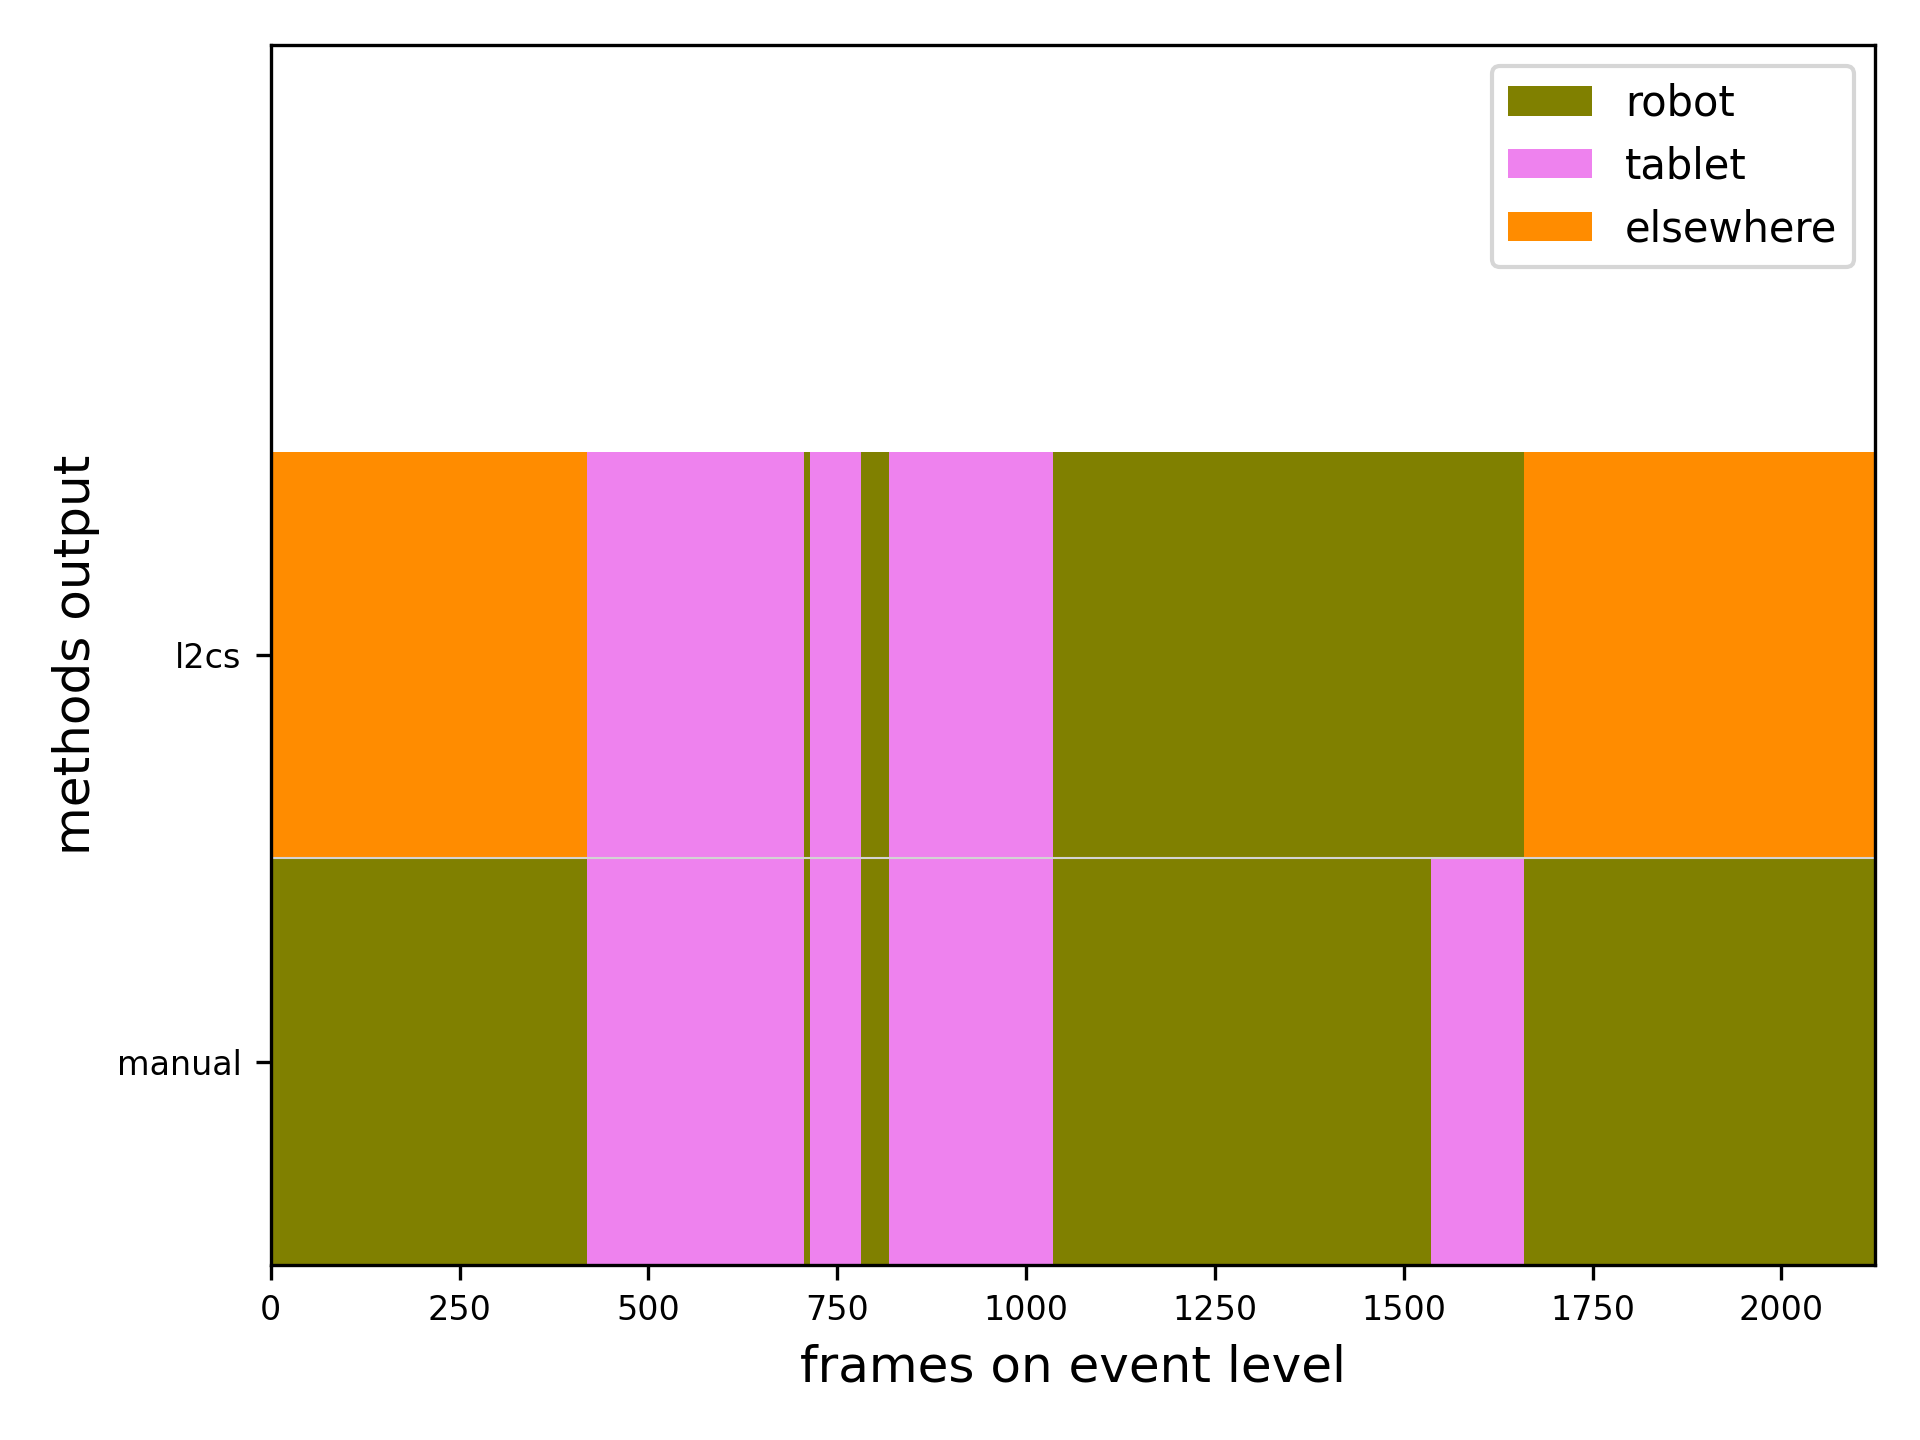 robot
tablet
elsewhere
methods output
l2cs
manual
0 250 500 750 1000 1250 1500 1750 2000
frames on event level